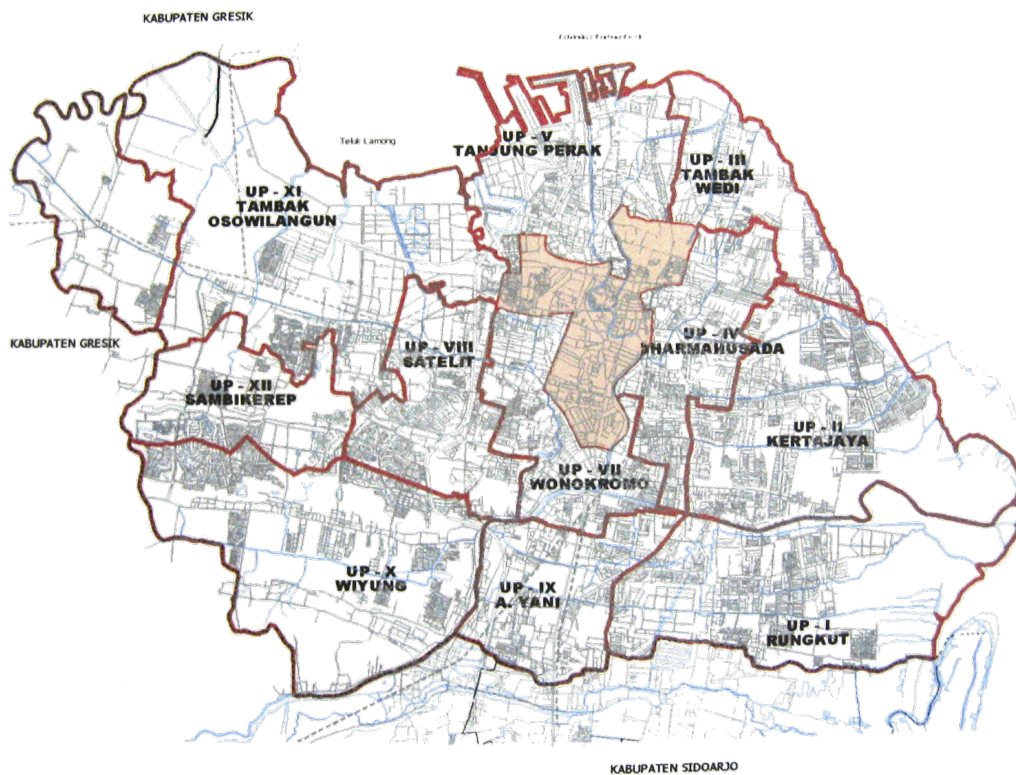 KABUPATEN GRESIK
Teluk Lamong
UP - V
TANJUNG PERAK
UP - III
TAMBAK
WEDI
UP - XI
TAMBAK
OSOWILANGUN
KABUPATEN GRESIK
UP - VIII
SATELIT
UP - IV
DHARMAHUSADA
UP - XII
SAMBIKEREP
UP - II
KERTAJAYA
UP - VII
WONOKROMO
UP - X
WIYUNG
UP - IX
A. YANI
UP - I
RUNGKUT
KABUPATEN SIDOARJO